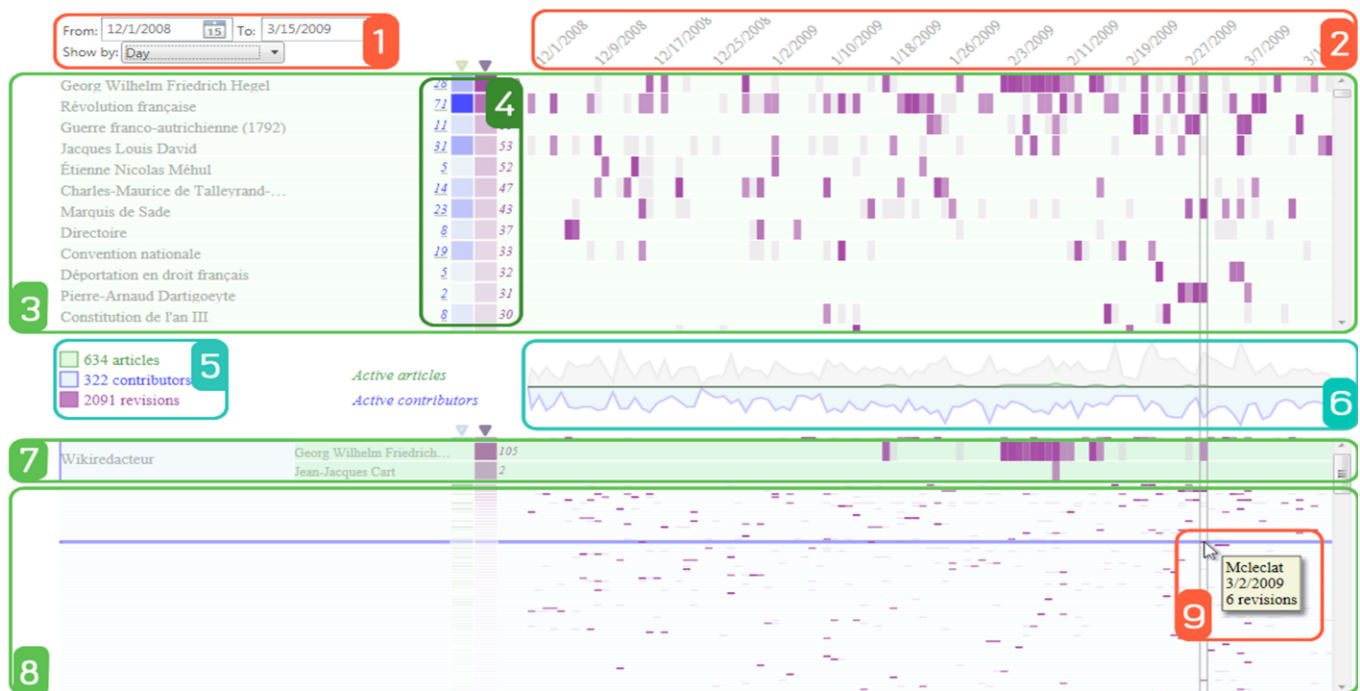 From: 12/1/2008 15 To: 3/15/2009 1
Show by: Day
12/1/2008 12/9/2008 12/17/2008 12/25/2008 1/2/2009 1/10/2009 1/18/2009 1/26/2009 2/3/2009 2/11/2009 2/19/2009 2/27/2009 3/7/2009 2
Georg Wilhelm Friedrich Hegel 28
Révolution française 71 4
Guerre franco-autrichienne (1792) 11
Jacques Louis David 31 53
Étienne Nicolas Méhul 5 52
Charles-Maurice de Talleyrand-… 14 47
Marquis de Sade 23 43
Directoire 8 37
Convention nationale 19 33
Déportation en droit français 5 32
3 Pierre-Arnaud Dartigoeyte 2 31
Constitution de l'an III 8 30
634 articles 5
322 contributors
2091 revisions
Active articles
Active contributors
6
7 Wikiredacteur Georg Wilhelm Friedrich... 105
Jean-Jacques Cart 2
Mcleclat
3/2/2009
6 revisions
9
8